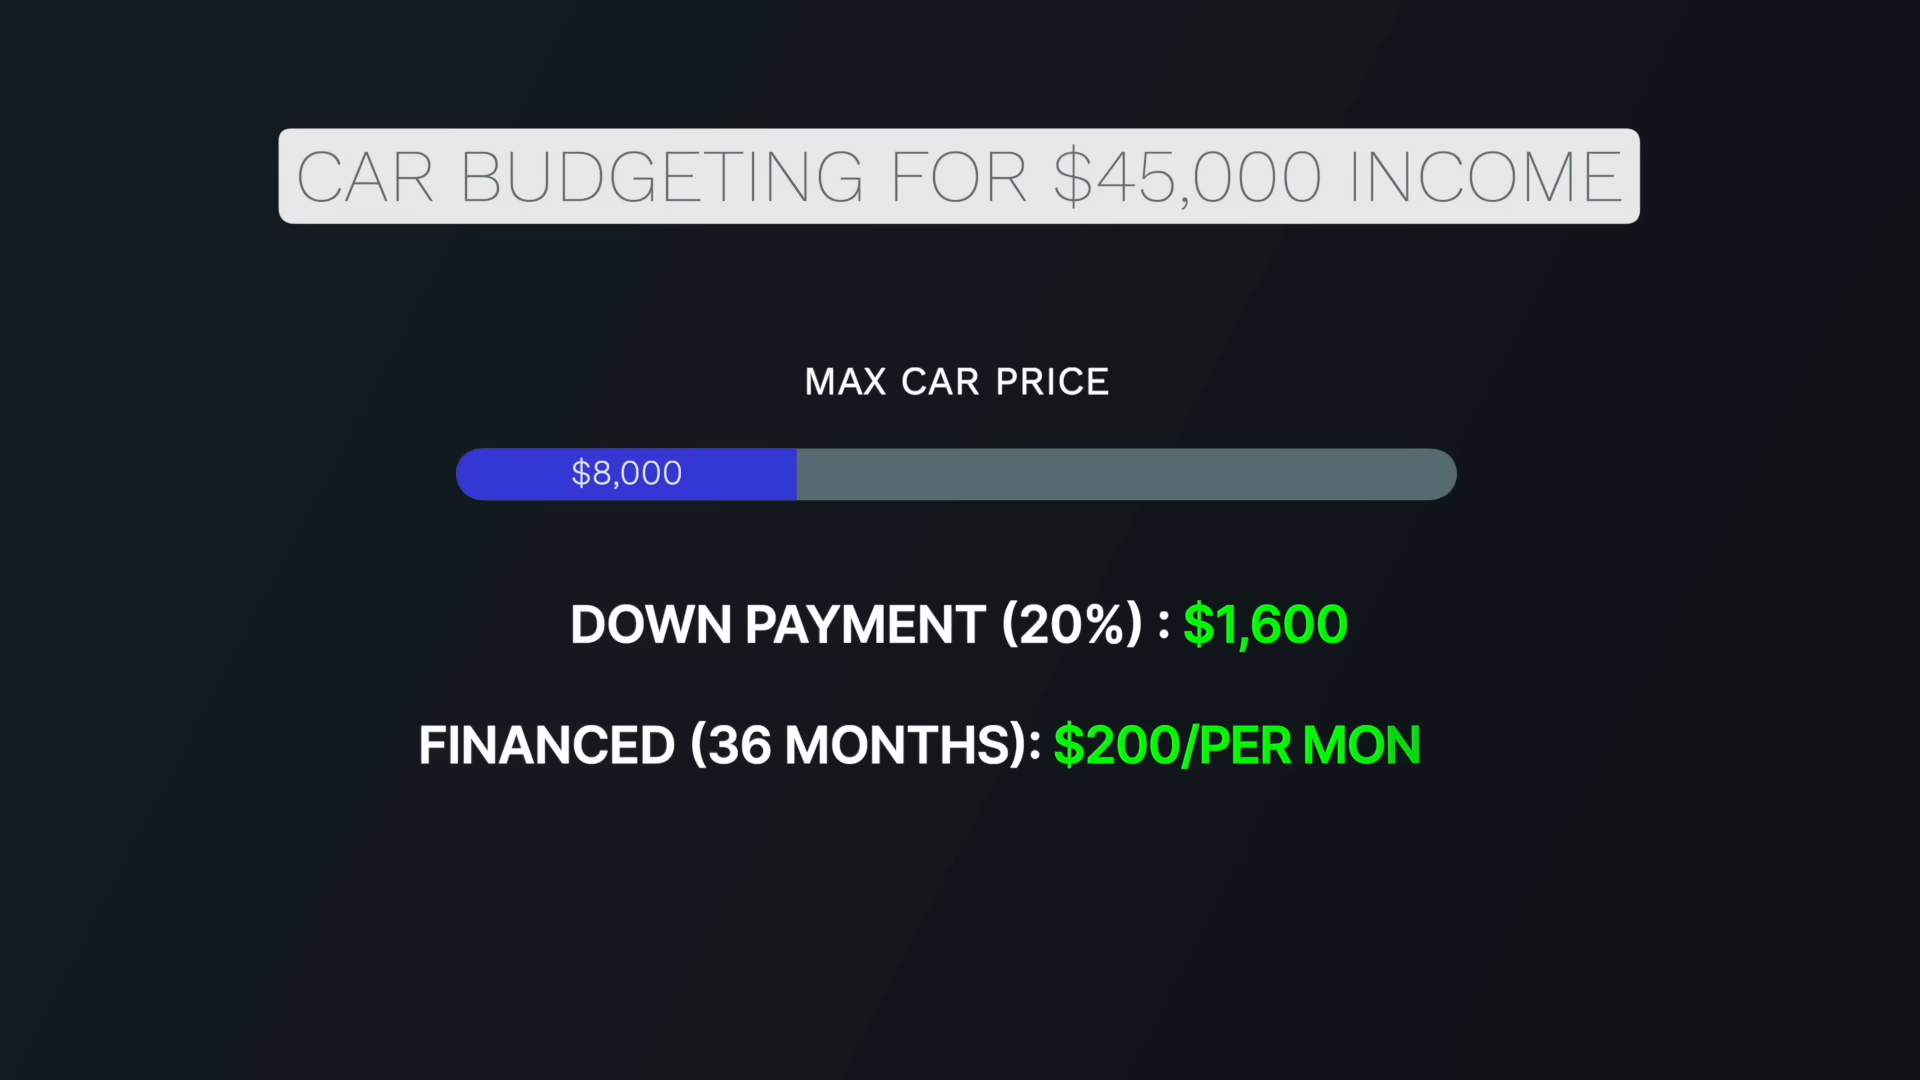 CAR BUDGETING FOR $45,000 INCOME
MAX CAR PRICE
$8,000
DOWN PAYMENT (20%) : $1,600
FINANCED (36 MONTHS): $200/PER MON